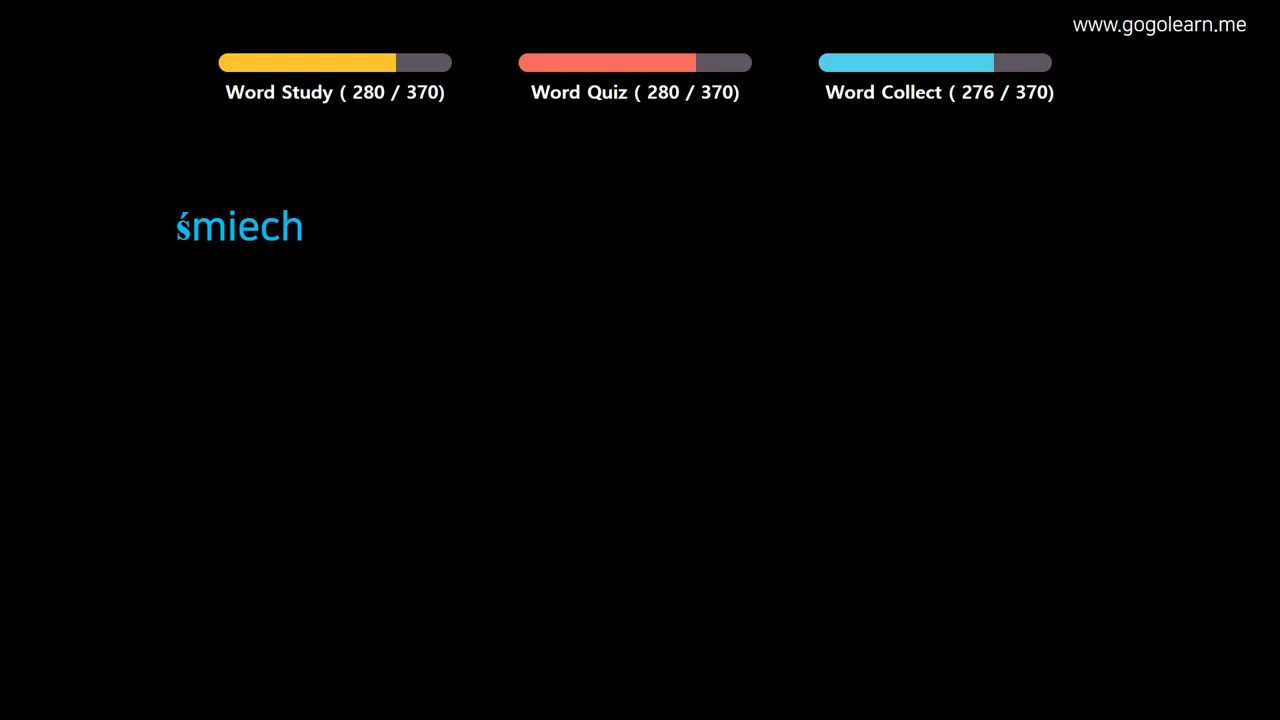 www.gogolearn.me
Word Study ( 280 / 370)
Word Quiz ( 280 / 370)
Word Collect ( 276 / 370)
śmiech